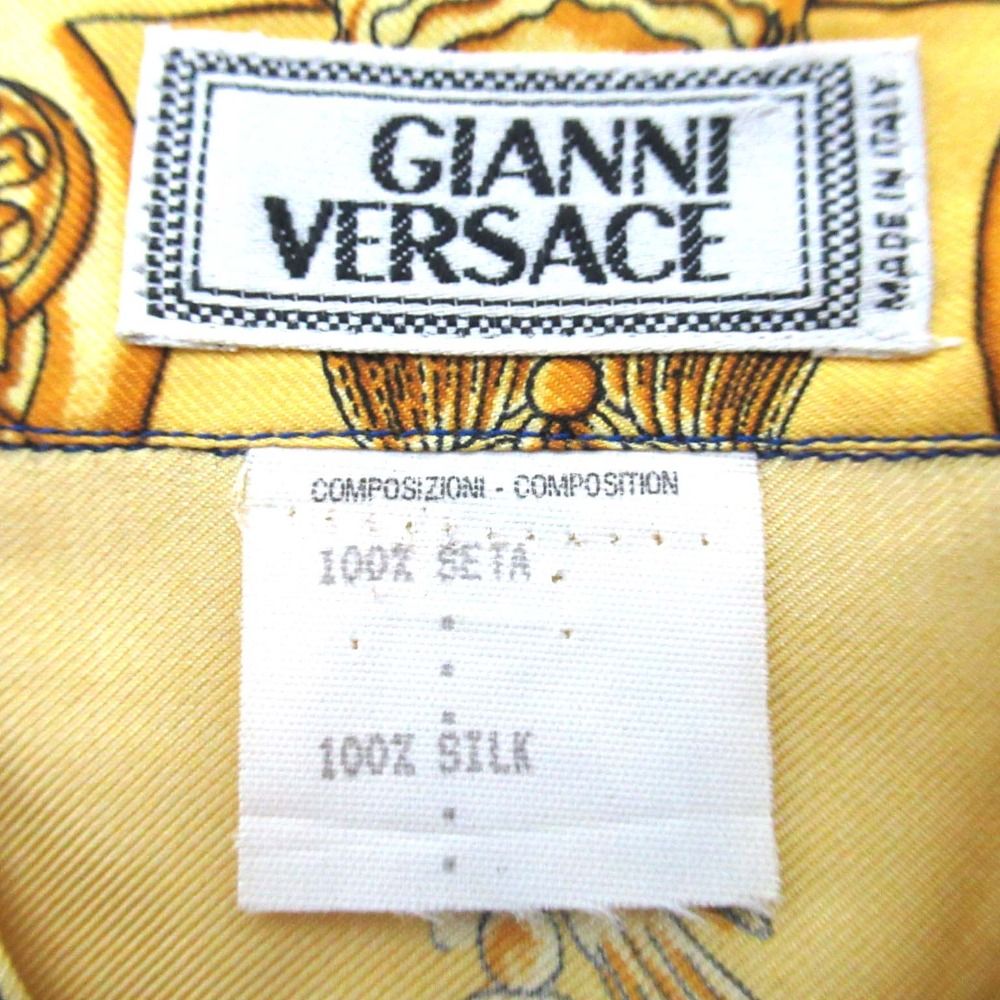 GIANNI
VERSACE
MADE IN ITALY
COMPOSIZIONI - COMPOSITION
100% SETA
100% SILK